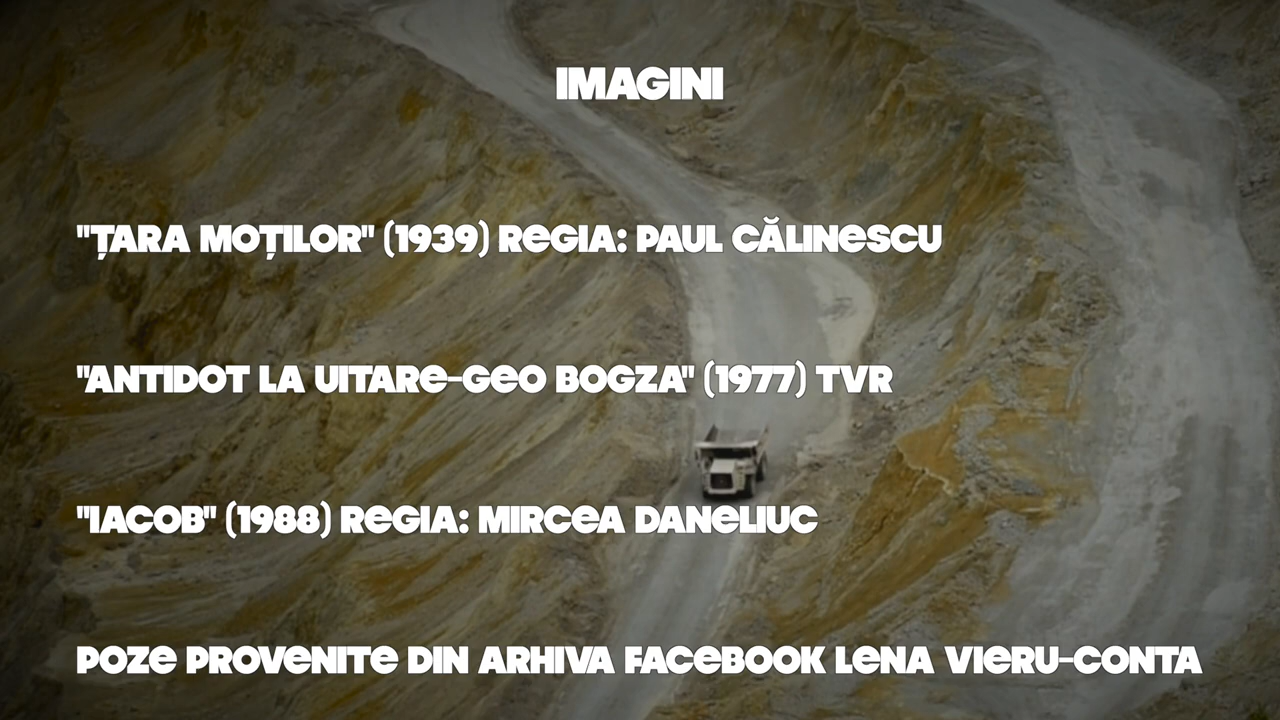 IMAGINI
"ȚARA MOȚILOR" (1939) REGIA: PAUL CĂLINESCU
"ANTIDOT LA UITARE-GEO BOGZA" (1977) TVR
"IACOB" (1988) REGIA: MIRCEA DANELIUC
POZE PROVENITE DIN ARHIVA FACEBOOK LENA VIERU-CONTA